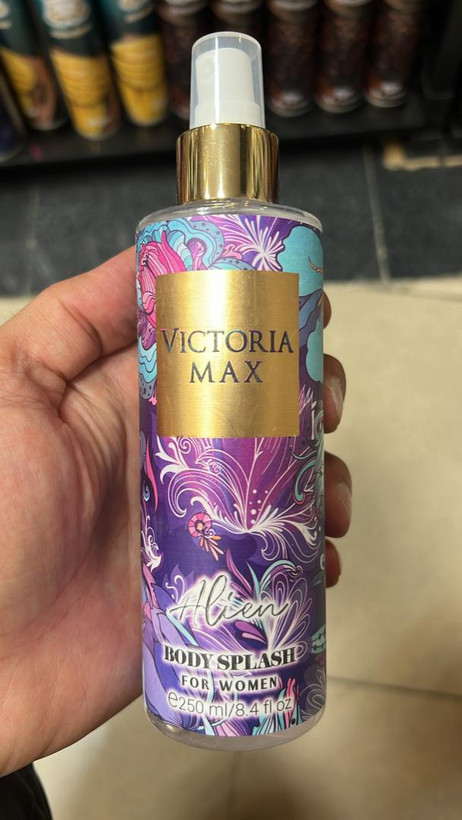 VICTORIA
MAX
Alien
BODY SPLASH
FOR WOMEN
℮250 ml/8.4 fl oz